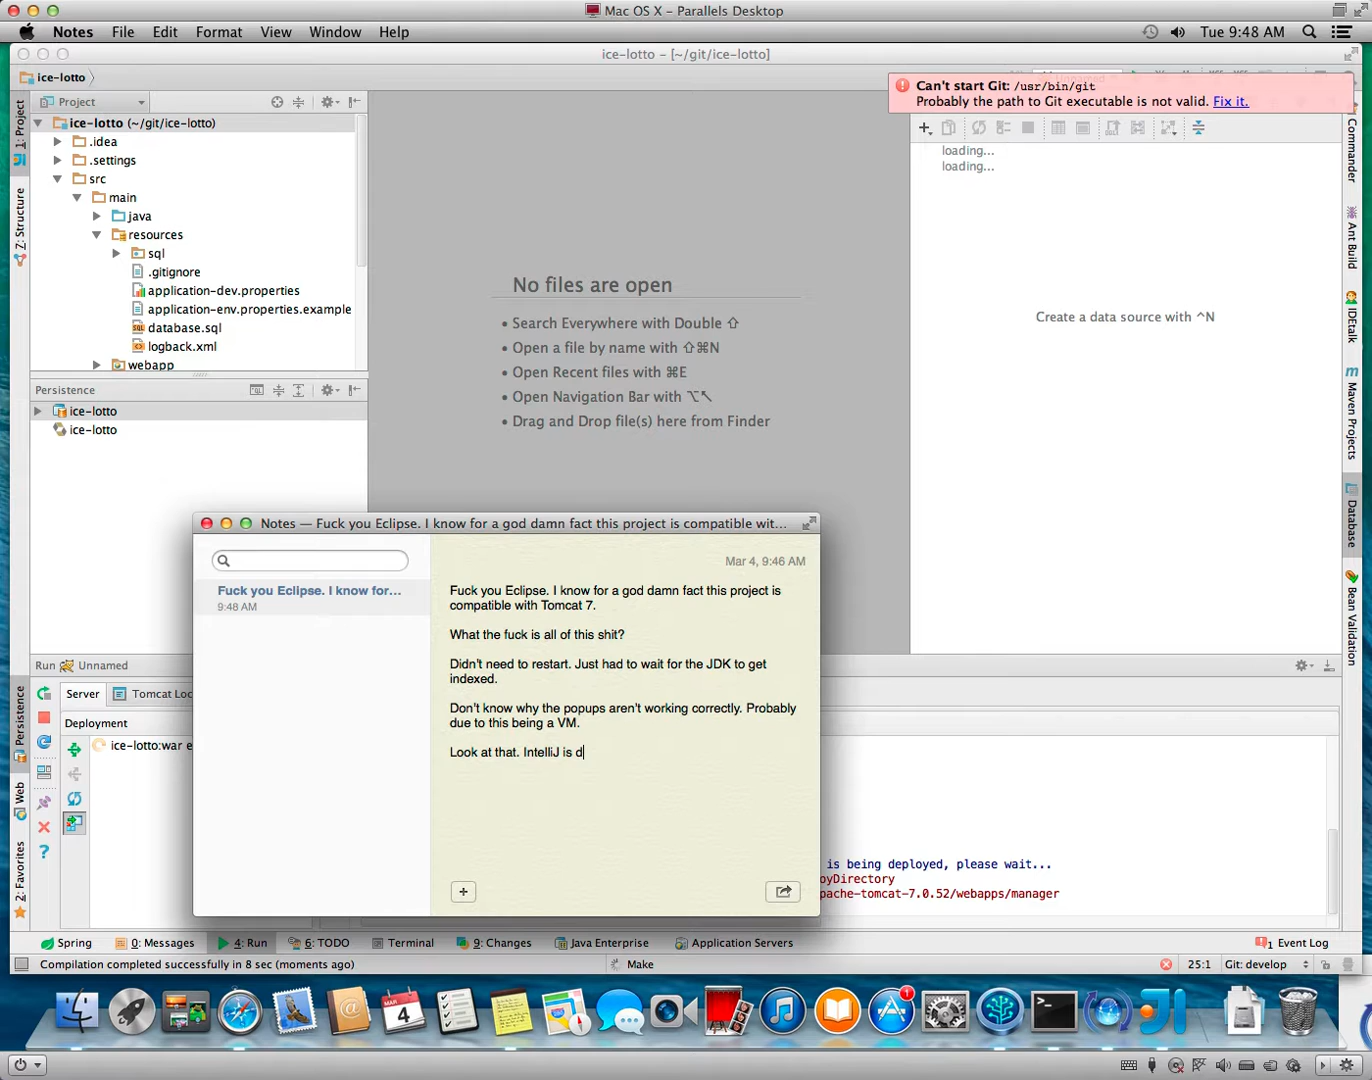 Mac OS X - Parallels Desktop
Notes File Edit Format View Window Help
Tue 9:48 AM
ice-lotto - [~/git/ice-lotto]
ice-lotto
Can't start Git: /usr/bin/git
Probably the path to Git executable is not valid. Fix it.
Project
ice-lotto (~/git/ice-lotto)
.idea
.settings
src
main
java
resources
sql
.gitignore
application-dev.properties
application-env.properties.example
database.sql
logback.xml
webapp
1: Project
7: Structure
loading...
loading...
Create a data source with ^N
Commander
Ant Build
IDEtalk
Maven Projects
Database
Bean Validation
No files are open
• Search Everywhere with Double ⇧
• Open a file by name with ⇧⌘N
• Open Recent files with ⌘E
• Open Navigation Bar with ⌥↖
• Drag and Drop file(s) here from Finder
Persistence
ice-lotto
ice-lotto
Notes — Fuck you Eclipse. I know for a god damn fact this project is compatible wit...
Fuck you Eclipse. I know for...
9:48 AM
Mar 4, 9:46 AM
Fuck you Eclipse. I know for a god damn fact this project is
compatible with Tomcat 7.
What the fuck is all of this shit?
Didn't need to restart. Just had to wait for the JDK to get
indexed.
Don't know why the popups aren't working correctly. Probably
due to this being a VM.
Look at that. IntelliJ is d
Run Unnamed
Server
Tomcat Loc
Deployment
ice-lotto:war e
Persistence
Web
2: Favorites
is being deployed, please wait...
oyDirectory
pache-tomcat-7.0.52/webapps/manager
Spring 0: Messages 4: Run 6: TODO Terminal 9: Changes Java Enterprise Application Servers 1 Event Log
Compilation completed successfully in 8 sec (moments ago) Make 25:1 Git: develop
MAR
4
1